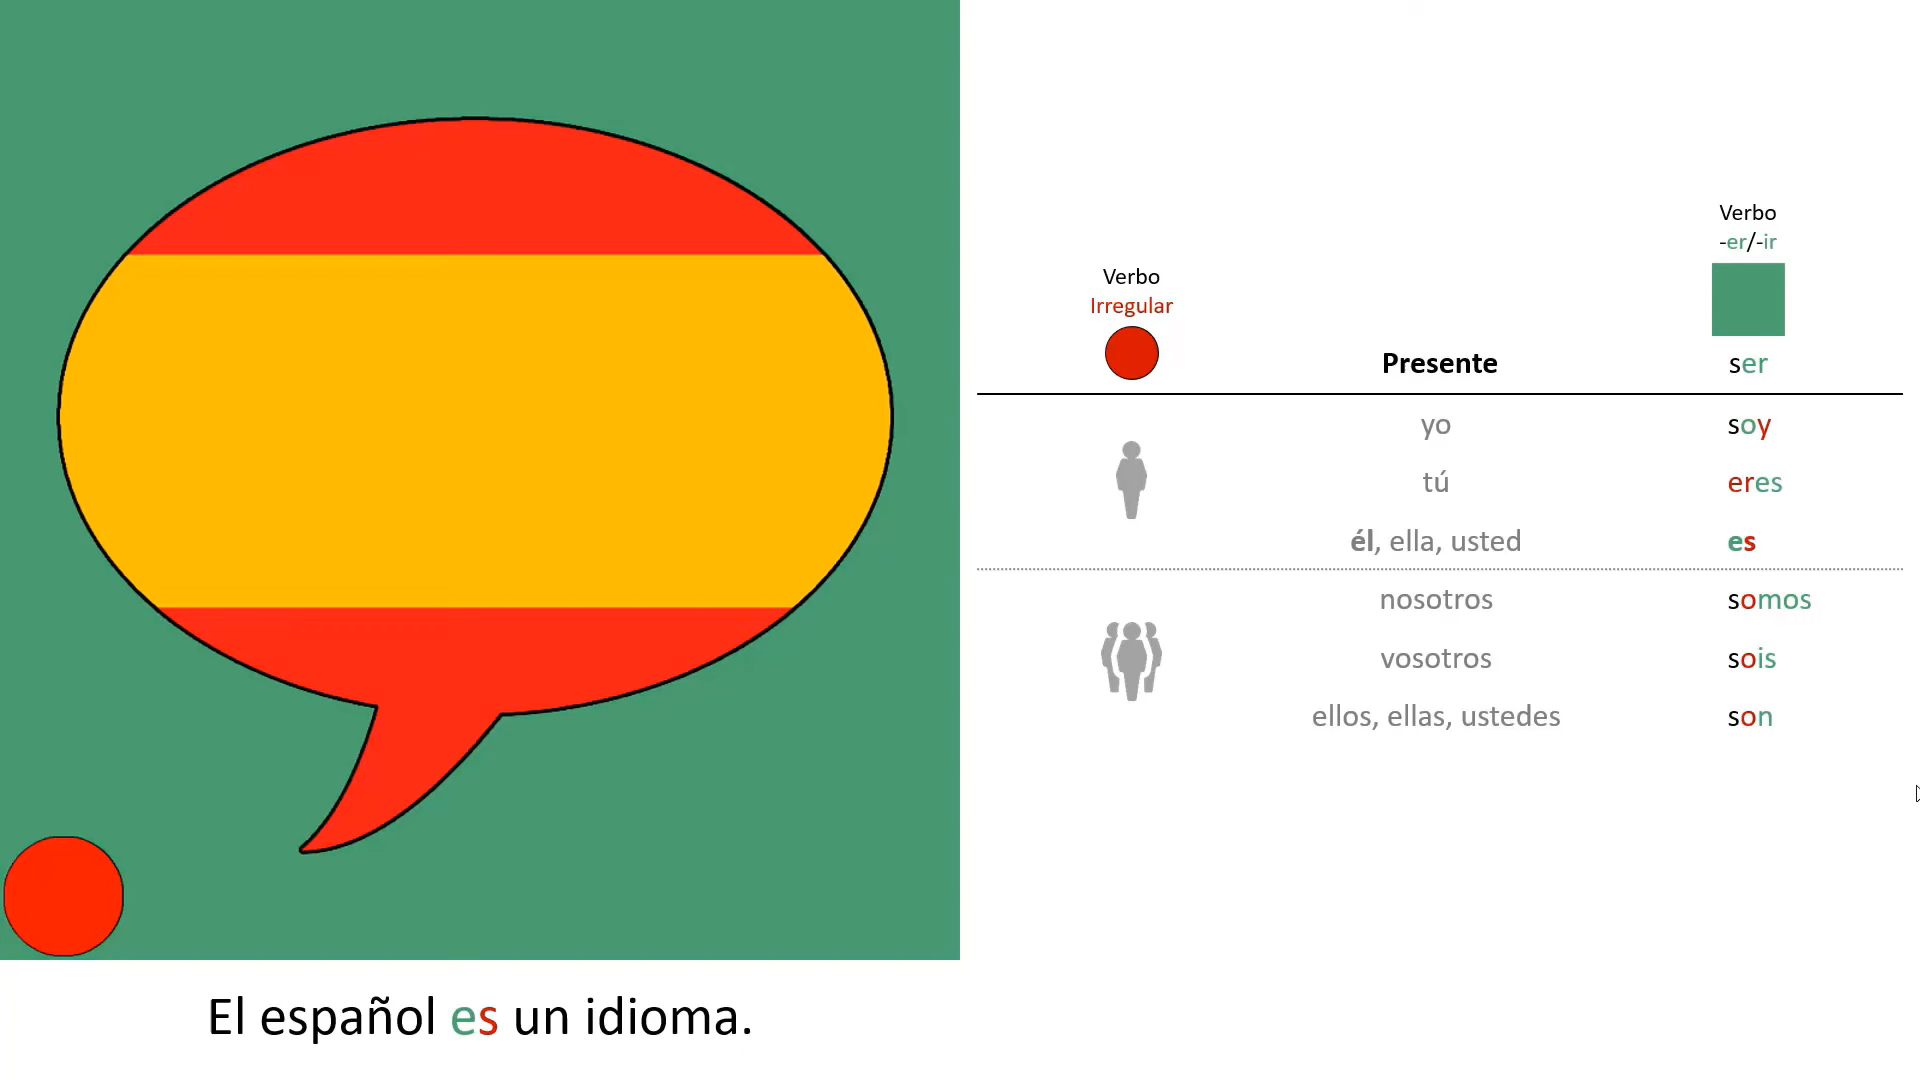 El español es un idioma.
Verbo
-er/-ir
Verbo
Irregular
Presente ser
yo soy
tú eres
él, ella, usted es
nosotros somos
vosotros sois
ellos, ellas, ustedes son